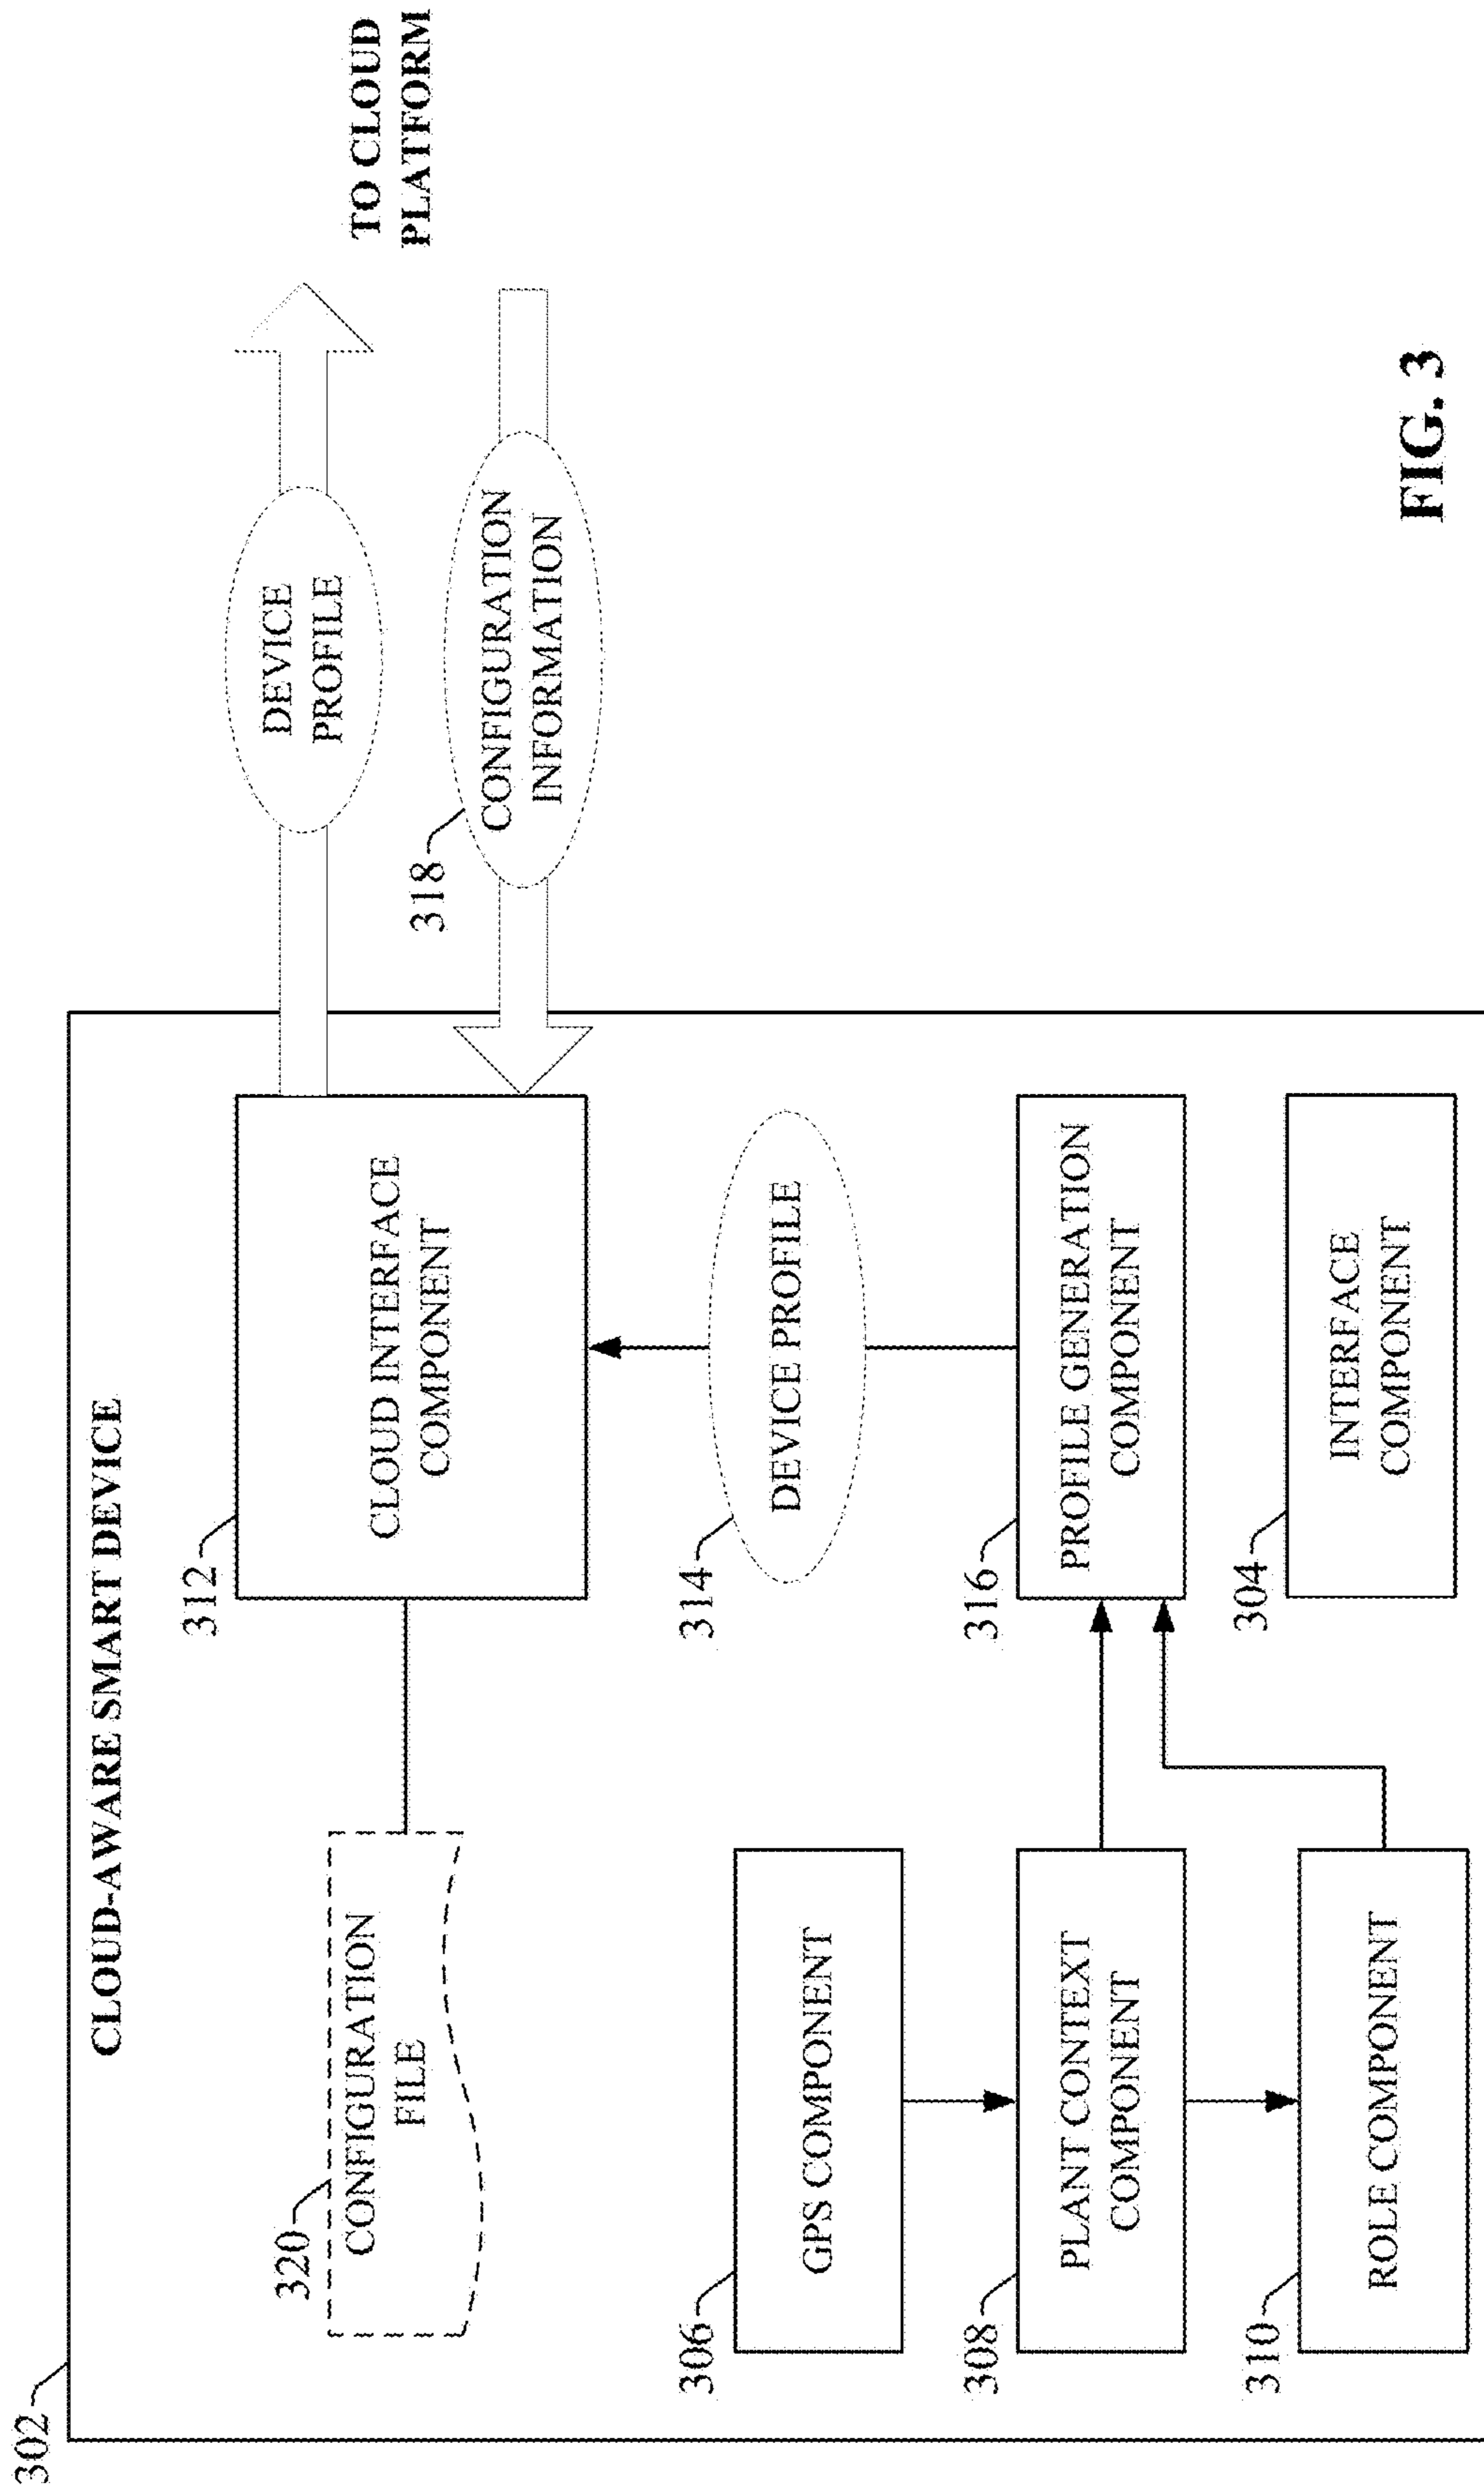 302
CLOUD-AWARE SMART DEVICE
320
CONFIGURATION
FILE
312
CLOUD INTERFACE
COMPONENT
DEVICE
PROFILE
TO CLOUD
PLATFORM
318
CONFIGURATION
INFORMATION
306
GPS COMPONENT
314
DEVICE PROFILE
308
PLANT CONTEXT
COMPONENT
316
PROFILE GENERATION
COMPONENT
310
ROLE COMPONENT
304
INTERFACE
COMPONENT
FIG. 3